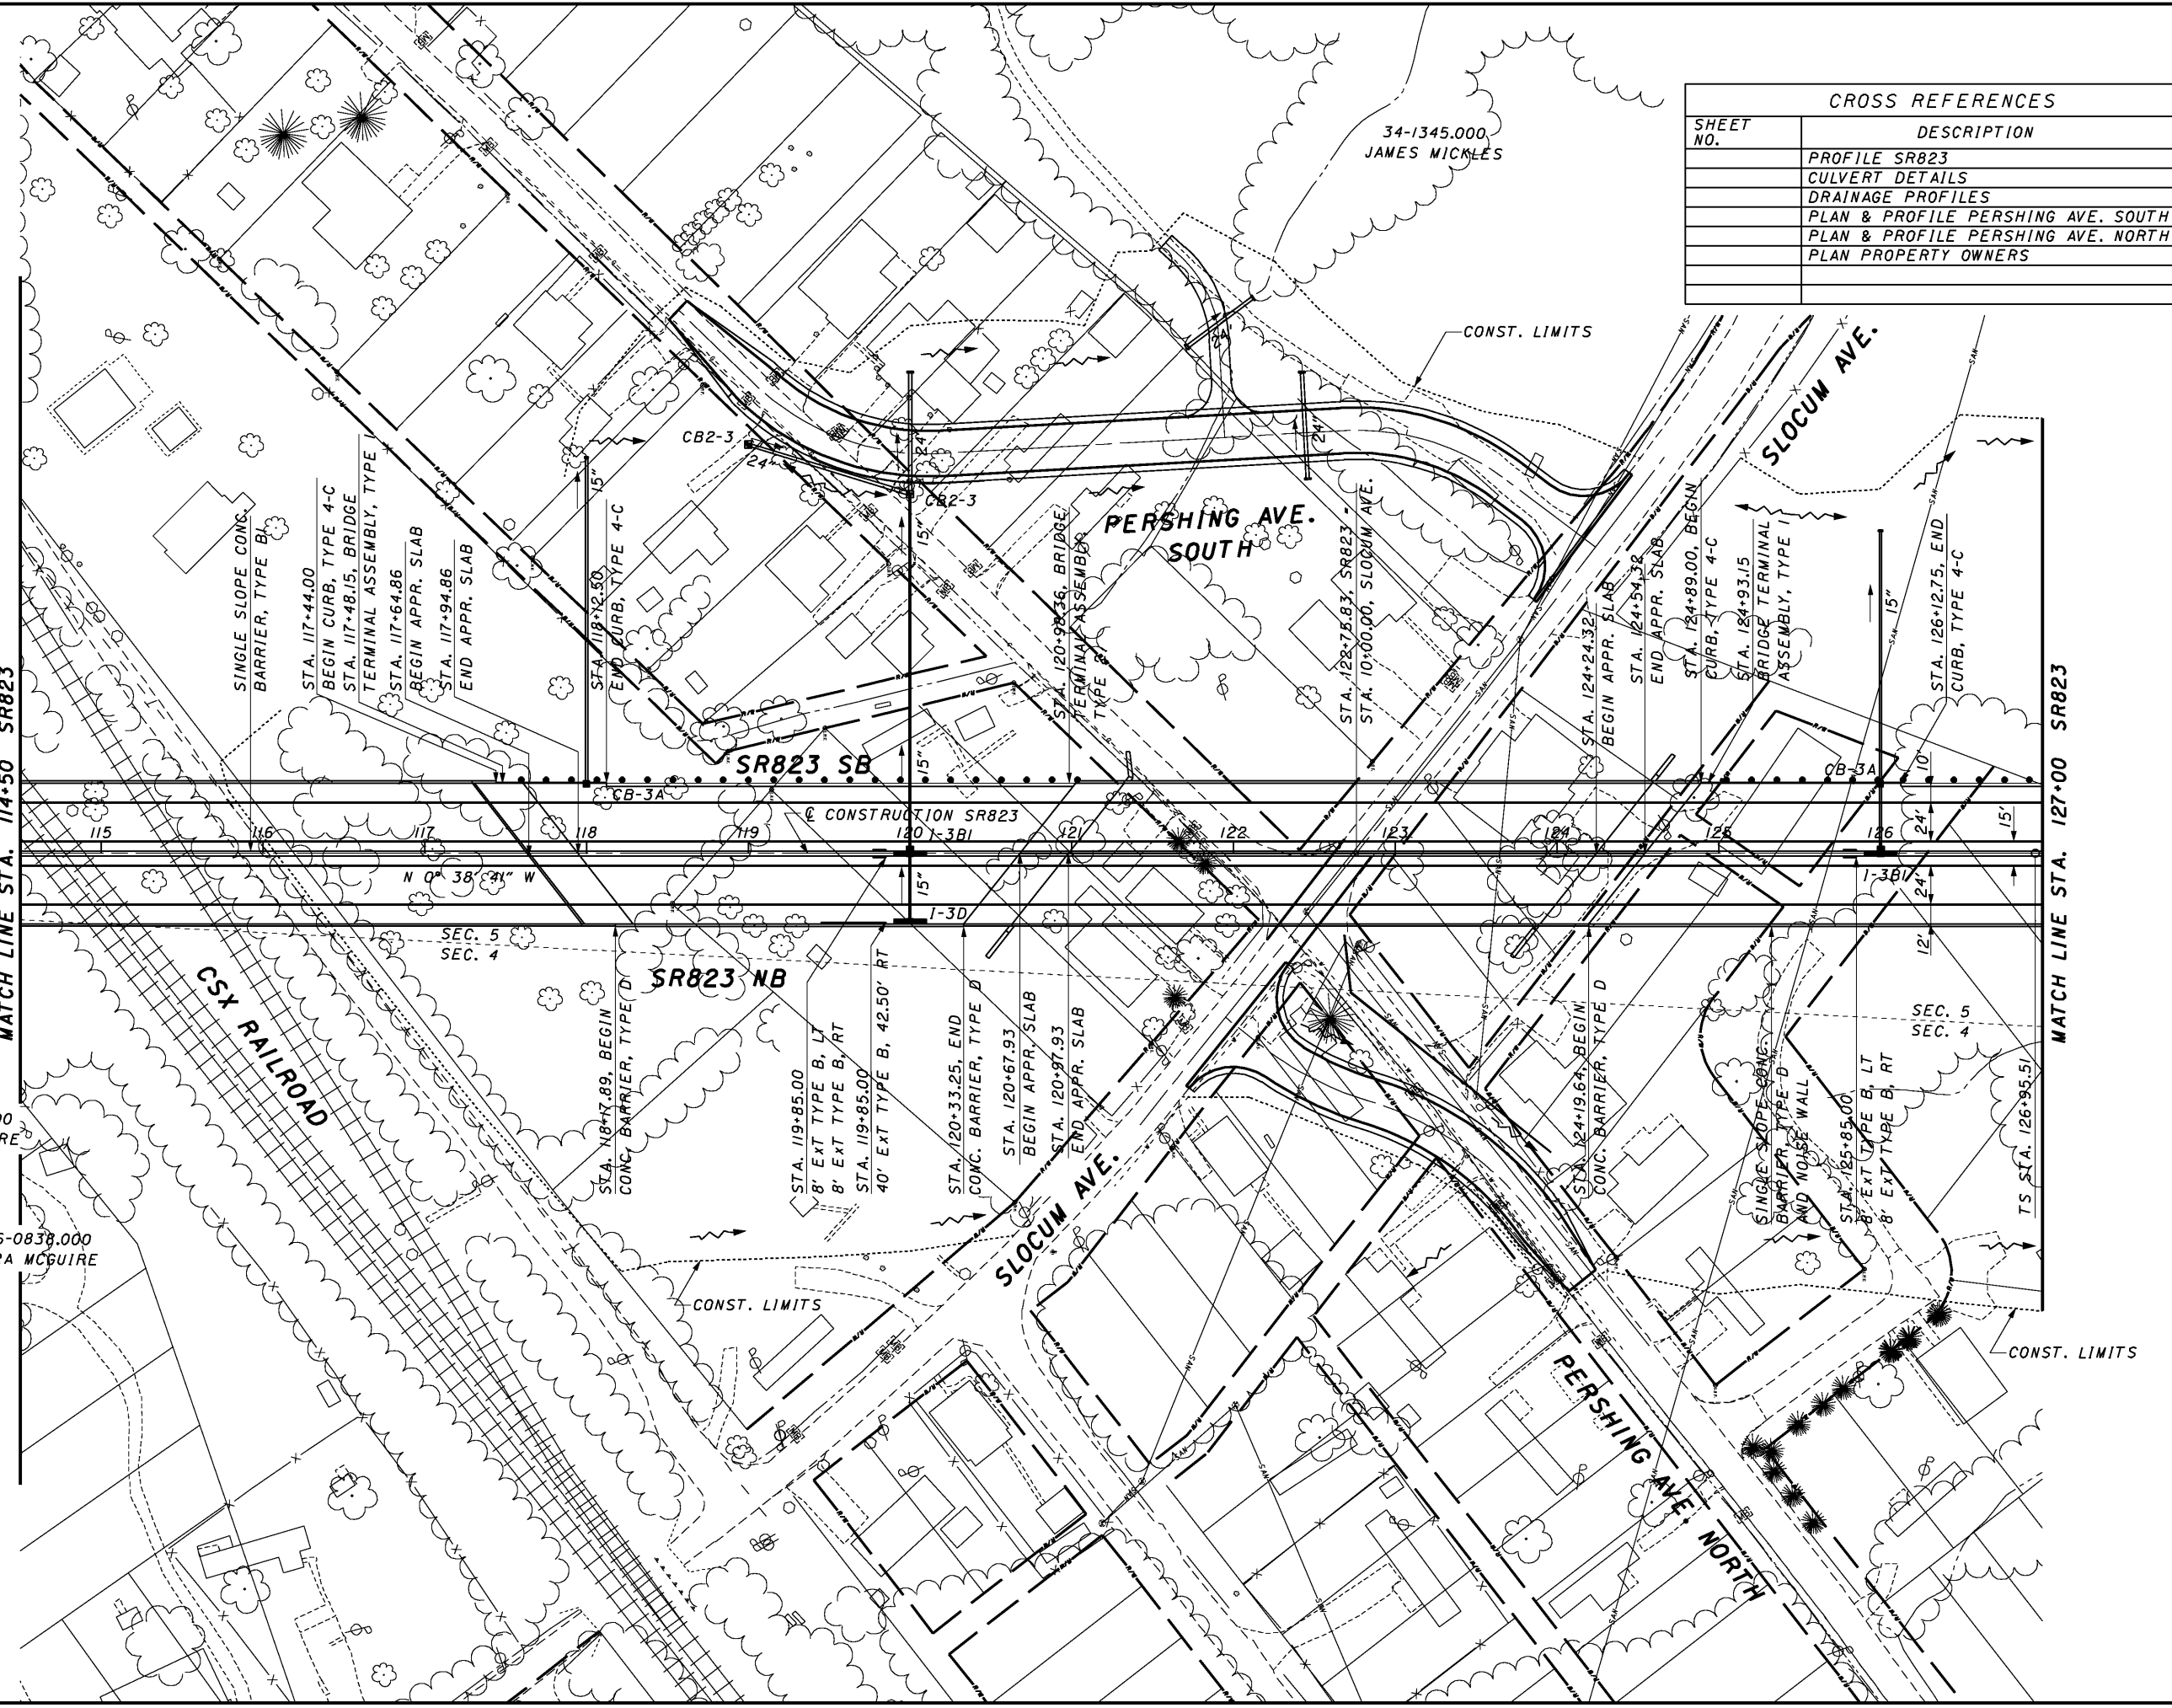 CROSS REFERENCES
SHEET NO.
DESCRIPTION
PROFILE SR823
CULVERT DETAILS
DRAINAGE PROFILES
PLAN & PROFILE PERSHING AVE. SOUTH
PLAN & PROFILE PERSHING AVE. NORTH
PLAN PROPERTY OWNERS
34-1345.000
JAMES MICKLES
CONST. LIMITS
SLOCUM AVE.
24"
CB2-3
24"
24"
24"
CB2-3
15"
15"
PERSHING AVE.
SOUTH
SINGLE SLOPE CONC.
BARRIER, TYPE B1
STA. 117+44.00
BEGIN CURB, TYPE 4-C
STA. 117+48.15, BRIDGE
TERMINAL ASSEMBLY, TYPE 1
STA. 117+64.86
BEGIN APPR. SLAB
STA. 117+94.86
END APPR. SLAB
STA. 118+12.50
END CURB, TYPE 4-C
STA. 120+98.36, BRIDGE
TERMINAL ASSEMBLY,
STA. 122+75.83, SR823 -
STA. 10+00.00, SLOCUM AVE.
STA. 124+24.32
BEGIN APPR. SLAB
STA. 124+54.32
END APPR. SLAB
STA. 124+89.00, BEGIN
CURB, TYPE 4-C
STA. 124+93.15
BRIDGE TERMINAL
ASSEMBLY, TYPE 1
15"
STA. 126+12.75, END
CURB, TYPE 4-C
MATCH LINE STA. 114+50 SR823
MATCH LINE STA. 127+00 SR823
SR823 SB
15"
CB-3A
CB-3A
10'
24'
15'
℄ CONSTRUCTION SR823
115
116
117
118
119
120
I-3B1
121
122
123
124
125
126
N 0° 38' 41" W
15"
I-3D
I-3B1
24'
12'
SEC. 5
SEC. 4
SR823 NB
SEC. 5
SEC. 4
CSX RAILROAD
STA. 118+17.89, BEGIN
CONC. BARRIER, TYPE D
STA. 119+85.00
8' EXT TYPE B, LT
8' EXT TYPE B, RT
STA. 119+85.00
40' EXT TYPE B, 42.50' RT
STA. 120+33.25, END
CONC. BARRIER, TYPE D
STA. 120+67.93
BEGIN APPR. SLAB
STA. 120+97.93
END APPR. SLAB
STA. 124+19.64, BEGIN
CONC. BARRIER, TYPE D
SINGLE SLOPE CONC.
BARRIER, TYPE D
AND NOISE WALL
STA. 125+85.00
8' EXT TYPE B, LT
8' EXT TYPE B, RT
TS STA. 126+95.51
SLOCUM AVE.
-0838.000
MCGUIRE
CONST. LIMITS
CONST. LIMITS
PERSHING AVE. NORTH